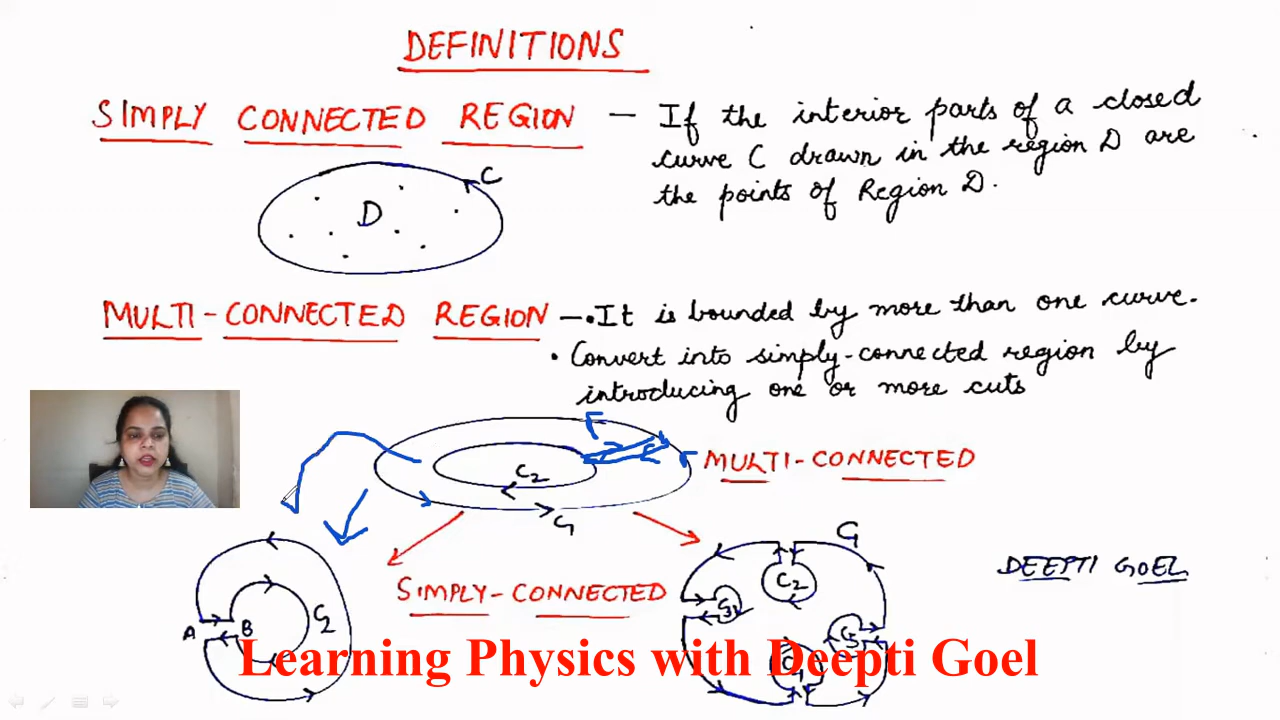 DEFINITIONS
SIMPLY CONNECTED REGION - If the interior parts of a closed
curve C drawn in the region D are
the points of Region D.
C
D
MULTI-CONNECTED REGION - • It is bounded by more than one curve.
• Convert into simply-connected region by
introducing one or more cuts
C2
C1
MULTI-CONNECTED
SIMPLY-CONNECTED
A B C2
C1
C2
C3
C5
C4
DEEPTI GOEL
Learning Physics with Deepti Goel